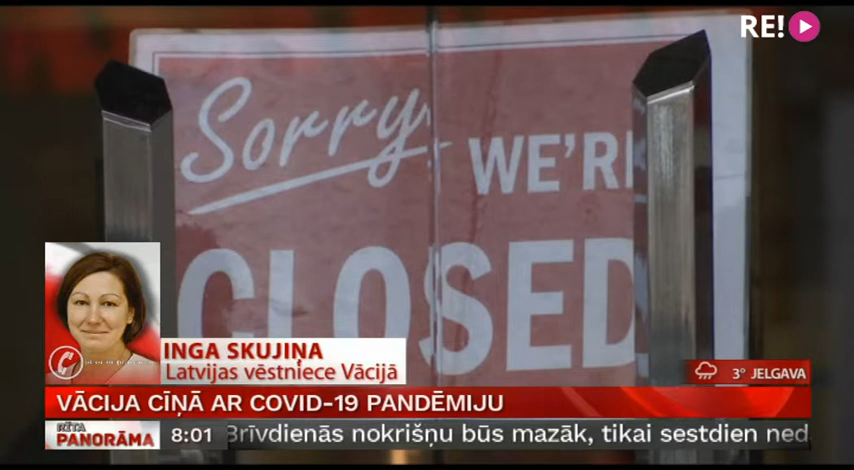 RE!
Sorry
WE'R
CLOSED
INGA SKUJIŅA
Latvijas vēstniece Vācijā
3° JELGAVA
VĀCIJA CĪŅĀ AR COVID-19 PANDĒMIJU
RĪTA
PANORĀMA
8:01
Brīvdienās nokrišņu būs mazāk, tikai sestdien ned